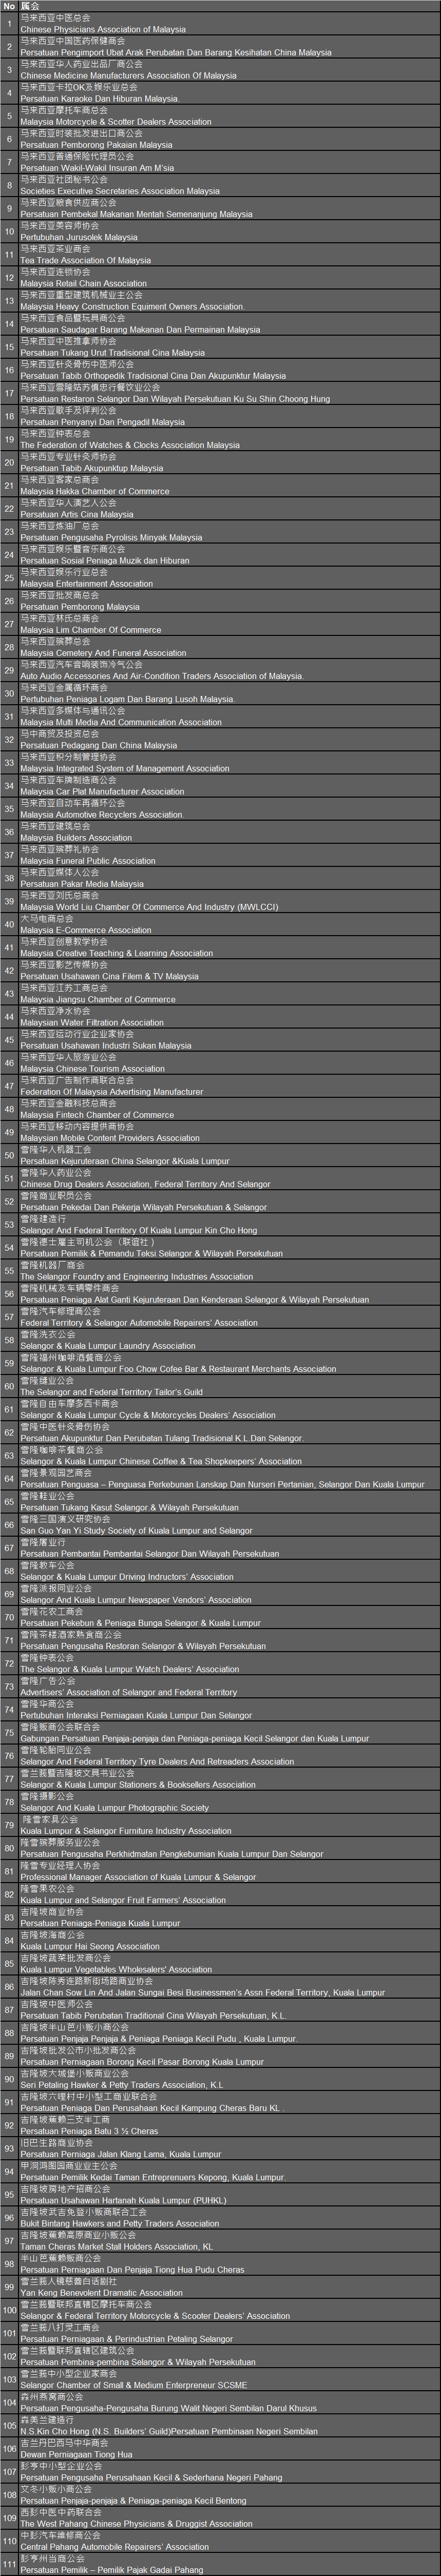 No 属会
1 马来西亚中医总会
Chinese Physicians Association of Malaysia
2 马来西亚中国医药保健商会
Persatuan Pengimport Ubat Arak Perubatan Dan Barang Kesihatan China Malaysia
3 马来西亚华人药业出品厂商公会
Chinese Medicine Manufacturers Association Of Malaysia
4 马来西亚卡拉OK及娱乐业总会
Persatuan Karaoke Dan Hiburan Malaysia.
5 马来西亚摩托车商总会
Malaysia Motorcycle & Scotter Dealers Association
6 马来西亚时装批发进出口商公会
Persatuan Pemborong Pakaian Malaysia
7 马来西亚普通保险代理员公会
Persatuan Wakil-Wakil Insuran Am M'sia
8 马来西亚社团秘书公会
Societies Executive Secretaries Association Malaysia
9 马来西亚粮食供应商公会
Persatuan Pembekal Makanan Mentah Semenanjung Malaysia
10 马来西亚美容师协会
Pertubuhan Jurusolek Malaysia
11 马来西亚茶业商会
Tea Trade Association Of Malaysia
12 马来西亚连锁协会
Malaysia Retail Chain Association
13 马来西亚重型建筑机械业主公会
Malaysia Heavy Construction Equiment Owners Association.
14 马来西亚食品暨玩具商公会
Persatuan Saudagar Barang Makanan Dan Permainan Malaysia
15 马来西亚中医推拿师协会
Persatuan Tukang Urut Tradisional Cina Malaysia
16 马来西亚针灸骨伤中医师公会
Persatuan Tabib Orthopedik Tradisional Cina Dan Akupunktur Malaysia
17 马来西亚雪隆姑苏慎忠行餐饮业公会
Persatuan Restaron Selangor Dan Wilayah Persekutuan Ku Su Shin Choong Hung
18 马来西亚歌手及评判公会
Persatuan Penyanyi Dan Pengadil Malaysia
19 马来西亚钟表总会
The Federation of Watches & Clocks Association Malaysia
20 马来西亚专业针灸师协会
Persatuan Tabib Akupunktup Malaysia
21 马来西亚客家总商会
Malaysia Hakka Chamber of Commerce
22 马来西亚华人演艺人公会
Persatuan Artis Cina Malaysia
23 马来西亚炼油厂总会
Persatuan Pengusaha Pyrolisis Minyak Malaysia
24 马来西亚娱乐暨音乐商公会
Persatuan Sosial Peniaga Muzik dan Hiburan
25 马来西亚娱乐行业总会
Malaysia Entertainment Association
26 马来西亚批发商总会
Persatuan Pemborong Malaysia
27 马来西亚林氏总商会
Malaysia Lim Chamber Of Commerce
28 马来西亚殡葬总会
Malaysia Cemetery And Funeral Association
29 马来西亚汽车音响装饰冷气公会
Auto Audio Accessories And Air-Condition Traders Association of Malaysia.
30 马来西亚金属循环商会
Pertubuhan Peniaga Logam Dan Barang Lusoh Malaysia.
31 马来西亚多媒体与通讯公会
Malaysia Multi Media And Communication Association
32 马中商贸及投资总会
Persatuan Pedagang Dan China Malaysia
33 马来西亚积分制管理协会
Malaysia Integrated System of Management Association
34 马来西亚车牌制造商公会
Malaysia Car Plat Manufacturer Association
35 马来西亚自动车再循环公会
Malaysia Automotive Recyclers Association.
36 马来西亚建筑总会
Malaysia Builders Association
37 马来西亚殡葬礼协会
Malaysia Funeral Public Association
38 马来西亚媒体人公会
Persatuan Pakar Media Malaysia
39 马来西亚刘氏总商会
Malaysia World Liu Chamber Of Commerce And Industry (MWLCCI)
40 大马电商总会
Malaysia E-Commerce Association
41 马来西亚创意教学协会
Malaysia Creative Teaching & Learning Association
42 马来西亚影艺传媒协会
Persatuan Usahawan Cina Filem & TV Malaysia
43 马来西亚江苏工商总会
Malaysia Jiangsu Chamber of Commerce
44 马来西亚净水协会
Malaysian Water Filtration Association
45 马来西亚运动行业企业家协会
Persatuan Usahawan Industri Sukan Malaysia
46 马来西亚华人旅游业公会
Malaysia Chinese Tourism Association
47 马来西亚广告制作商联合总会
Federation Of Malaysia Advertising Manufacturer
48 马来西亚金融科技总商会
Malaysia Fintech Chamber of Commerce
49 马来西亚移动内容提供商协会
Malaysian Mobile Content Providers Association
50 雪隆华人机器工会
Persatuan Kejuruteraan China Selangor &Kuala Lumpur
51 雪隆华人药业公会
Chinese Drug Dealers Association, Federal Territory And Selangor
52 雪隆商业职员公会
Persatuan Pekedai Dan Pekerja Wilayah Persekutuan & Selangor
53 雪隆建造行
Selangor And Federal Territory Of Kuala Lumpur Kin Cho Hong
54 雪隆德士雇主司机公会（联谊社）
Persatuan Pemilik & Pemandu Teksi Selangor & Wilayah Persekutuan
55 雪隆机器厂商会
The Selangor Foundry and Engineering Industries Association
56 雪隆机械及车辆零件商会
Persatuan Peniaga Alat Ganti Kejuruteraan Dan Kenderaan Selangor & Wilayah Persekutuan
57 雪隆汽车修理商公会
Federal Territory & Selangor Automobile Repairers' Association
58 雪隆洗衣公会
Selangor & Kuala Lumpur Laundry Association
59 雪隆福州咖啡酒餐商公会
Selangor & Kuala Lumpur Foo Chow Cofee Bar & Restaurant Merchants Association
60 雪隆缝业公会
The Selangor and Federal Territory Tailor's Guild
61 雪隆自由车摩多西卡商会
Selangor & Kuala Lumpur Cycle & Motorcycles Dealers' Association
62 雪隆中医针灸骨伤协会
Persatuan Akupunktur Dan Perubatan Tulang Tradisional K.L.Dan Selangor.
63 雪隆咖啡茶餐商公会
Selangor & Kuala Lumpur Chinese Coffee & Tea Shopkeepers' Association
64 雪隆景观园艺商会
Persatuan Penguasa – Penguasa Perkebunan Lanskap Dan Nurseri Pertanian, Selangor Dan Kuala Lumpur
65 雪隆鞋业公会
Persatuan Tukang Kasut Selangor & Wilayah Persekutuan
66 雪隆三国演义研究协会
San Guo Yan Yi Study Society of Kuala Lumpur and Selangor
67 雪隆屠业行
Persatuan Pembantai Pembantai Selangor Dan Wilayah Persekutuan
68 雪隆教车公会
Selangor & Kuala Lumpur Driving Indructors' Association
69 雪隆派报同业公会
Selangor And Kuala Lumpur Newspaper Vendors' Association
70 雪隆花农工商会
Persatuan Pekebun & Peniaga Bunga Selangor & Kuala Lumpur
71 雪隆茶楼酒家熟食商公会
Persatuan Pengusaha Restoran Selangor & Wilayah Persekutuan
72 雪隆钟表公会
The Selangor & Kuala Lumpur Watch Dealers' Association
73 雪隆广告公会
Advertisers' Association of Selangor and Federal Territory
74 雪隆华商公会
Pertubuhan Interaksi Perniagaan Kuala Lumpur Dan Selangor
75 雪隆贩商公会联合会
Gabungan Persatuan Penjaja-penjaja dan Peniaga-peniaga Kecil Selangor dan Kuala Lumpur
76 雪隆轮胎同业公会
Selangor And Federal Territory Tyre Dealers And Retreaders Association
77 雪兰莪暨吉隆坡文具书业公会
Selangor & Kuala Lumpur Stationers & Booksellers Association
78 雪隆摄影公会
Selangor And Kuala Lumpur Photographic Society
79 隆雪家具公会
Kuala Lumpur & Selangor Furniture Industry Association
80 隆雪殡葬服务业公会
Persatuan Pengusaha Perkhidmatan Pengkebumian Kuala Lumpur Dan Selangor
81 隆雪专业经理人协会
Professional Manager Association of Kuala Lumpur & Selangor
82 隆雪果农公会
Kuala Lumpur and Selangor Fruit Farmers' Association
83 吉隆坡商业协会
Persatuan Peniaga-Peniaga Kuala Lumpur
84 吉隆坡海商公会
Kuala Lumpur Hai Seong Association
85 吉隆坡蔬菜批发商公会
Kuala Lumpur Vegetables Wholesalers' Association
86 吉隆坡陈秀连路新街场路商业协会
Jalan Chan Sow Lin And Jalan Sungai Besi Businessmen's Assn Federal Territory, Kuala Lumpur
87 吉隆坡中医师公会
Persatuan Tabib Perubatan Traditional Cina Wilayah Persekutuan, K.L.
88 吉隆坡半山芭小贩小商公会
Persatuan Penjaja Penjaja & Peniaga Peniaga Kecil Pudu , Kuala Lumpur.
89 吉隆坡批发公市小批发商公会
Persatuan Perniagaan Borong Kecil Pasar Borong Kuala Lumpur
90 吉隆坡大城堡小贩商业公会
Seri Petaling Hawker & Petty Traders Association, K.L
91 吉隆坡六哩村中小型工商业联合会
Persatuan Peniaga Dan Perusahaan Kecil Kampung Cheras Baru KL .
92 吉隆坡蕉赖三支半工商
Persatuan Peniaga Batu 3 ½ Cheras
93 旧巴生路商业协会
Persatuan Perniaga Jalan Klang Lama, Kuala Lumpur
94 甲洞鸿图园商业业主公会
Persatuan Pemilik Kedai Taman Entreprenuers Kepong, Kuala Lumpur.
95 吉隆坡房地产招商公会
Persatuan Usahawan Hartanah Kuala Lumpur (PUHKL)
96 吉隆坡武吉免登小贩商联合工会
Bukit Bintang Hawkers and Petty Traders Association
97 吉隆坡蕉赖高原商业小贩公会
Taman Cheras Market Stall Holders Association, KL
98 半山芭蕉赖贩商公会
Persatuan Perniagaan Dan Penjaja Tiong Hua Pudu Cheras
99 雪兰莪人镜慈善白话剧社
Yan Keng Benevolent Dramatic Association
100 雪兰莪暨联邦直辖区摩托车商公会
Selangor & Federal Territory Motorcycle & Scooter Dealers' Association
101 雪兰莪八打灵工商会
Persatuan Perniagaan & Perindustrian Petaling Selangor
102 雪兰莪暨联邦直辖区建筑公会
Persatuan Pembina-pembina Selangor & Wilayah Persekutuan
103 雪兰莪中小型企业家商会
Selangor Chamber of Small & Medium Enterpreneur SCSME
104 森州燕窝商公会
Persatuan Pengusaha-Pengusaha Burung Walit Negeri Sembilan Darul Khusus
105 森美兰建造行
N.S.Kin Cho Hong (N.S. Builders' Guild)Persatuan Pembinaan Negeri Sembilan
106 吉兰丹巴西马中华商会
Dewan Perniagaan Tiong Hua
107 彭亨中小型企业公会
Persatuan Pengusaha Perusahaan Kecil & Sederhana Negeri Pahang
108 文冬小贩小商公会
Persatuan Penjaja-penjaja & Peniaga-peniaga Kecil Bentong
109 西彭中医中药联合会
The West Pahang Chinese Physicians & Druggist Association
110 中彭汽车维修商公会
Central Pahang Automobile Repairers' Association
111 彭亨州当商公会
Persatuan Pemilik – Pemilik Pajak Gadai Pahang